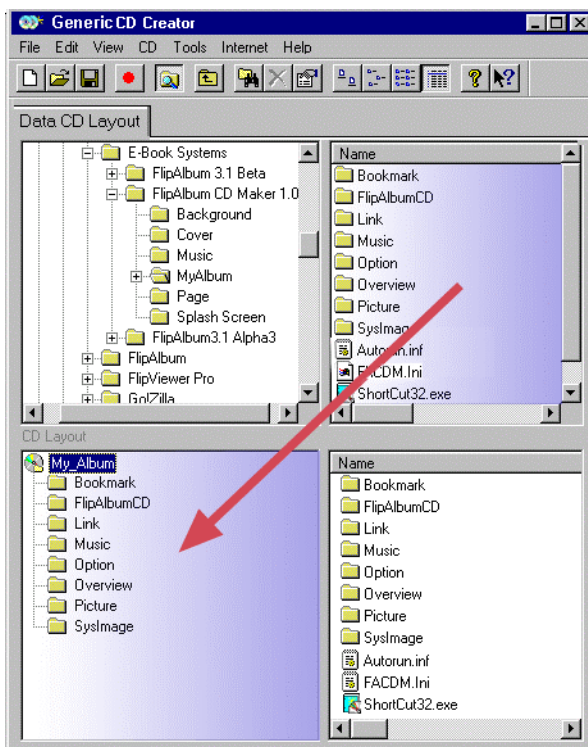 Generic CD Creator
File Edit View CD Tools Internet Help
Data CD Layout
E-Book Systems
FlipAlbum 3.1 Beta
FlipAlbum CD Maker 1.0
Background
Cover
Music
MyAlbum
Page
Splash Screen
FlipAlbum3.1 Alpha3
FlipAlbum
FlipViewer Pro
Go!Zilla
Name
Bookmark
FlipAlbumCD
Link
Music
Option
Overview
Picture
SysImage
Autorun.inf
FACDM.Ini
ShortCut32.exe
CD Layout
My_Album
Bookmark
FlipAlbumCD
Link
Music
Option
Overview
Picture
SysImage
Name
Bookmark
FlipAlbumCD
Link
Music
Option
Overview
Picture
SysImage
Autorun.inf
FACDM.Ini
ShortCut32.exe